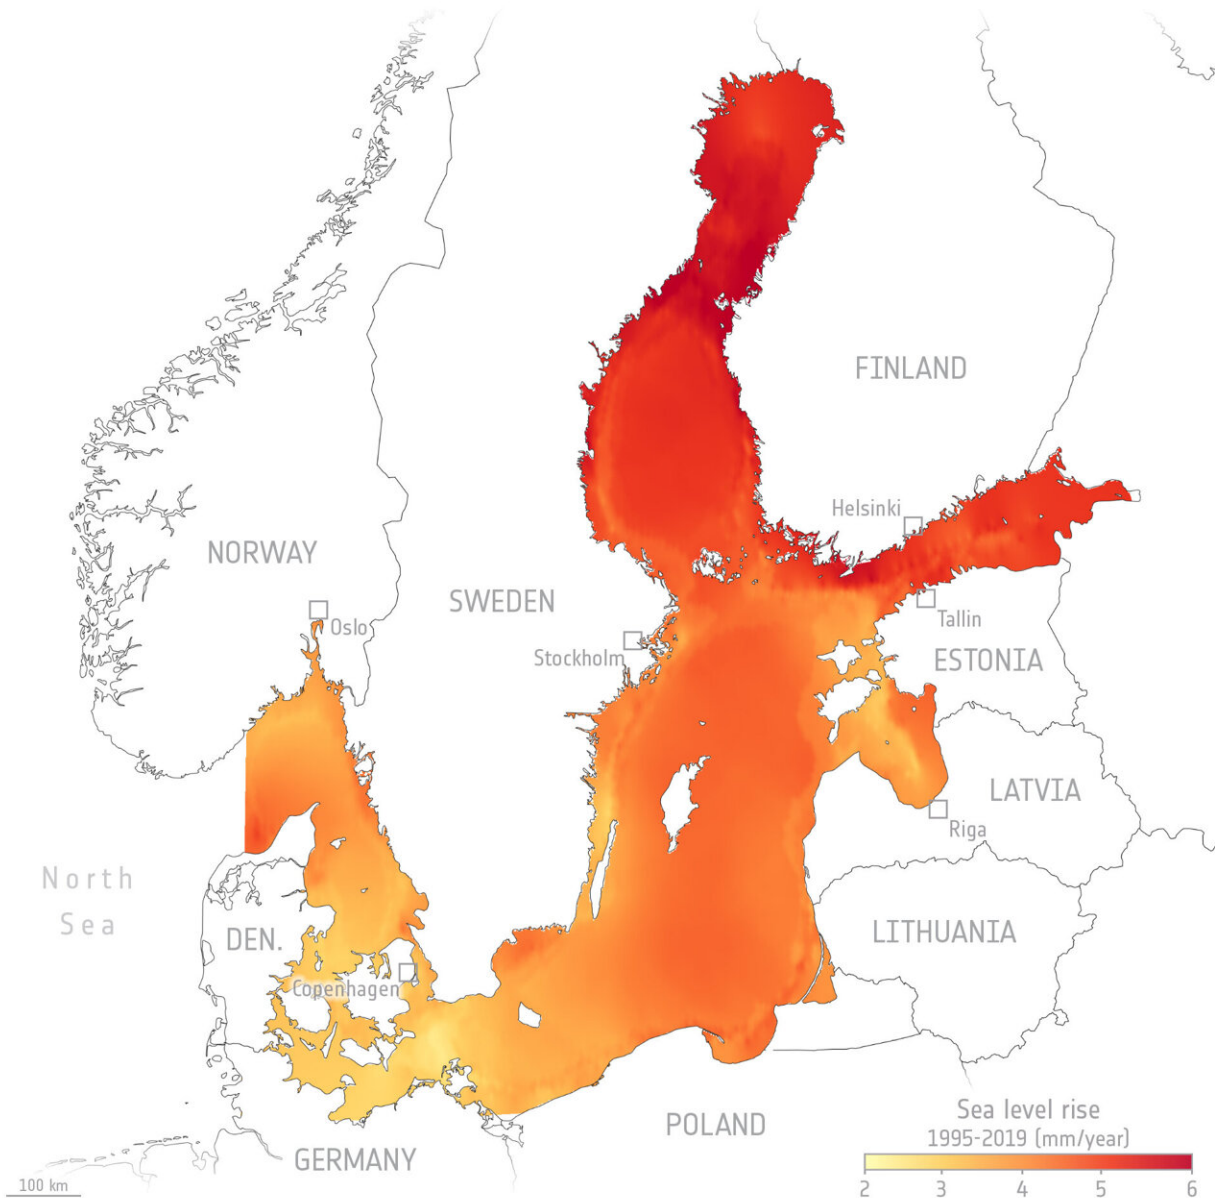 FINLAND
Helsinki
NORWAY
SWEDEN
Oslo
Tallin
Stockholm
ESTONIA
LATVIA
Riga
North
Sea
DEN.
LITHUANIA
Copenhagen
Sea level rise
POLAND
1995-2019 (mm/year)
GERMANY
100 km
2 3 4 5 6